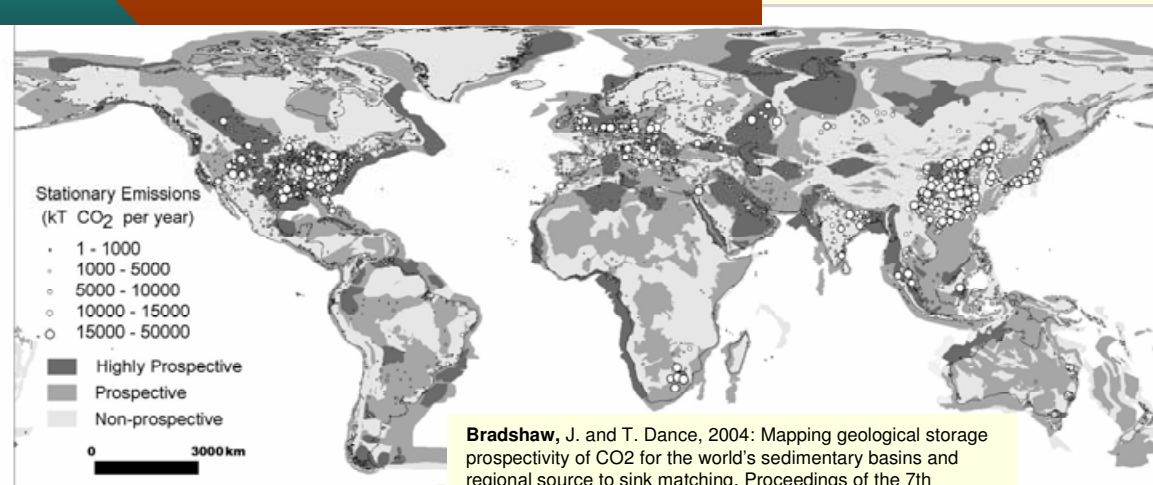 Stationary Emissions
(kT CO2 per year)
1 - 1000
1000 - 5000
5000 - 10000
10000 - 15000
15000 - 50000
Highly Prospective
Prospective
Non-prospective
0 3000 km
Bradshaw, J. and T. Dance, 2004: Mapping geological storage
prospectivity of CO2 for the world's sedimentary basins and
regional source to sink matching. Proceedings of the 7th